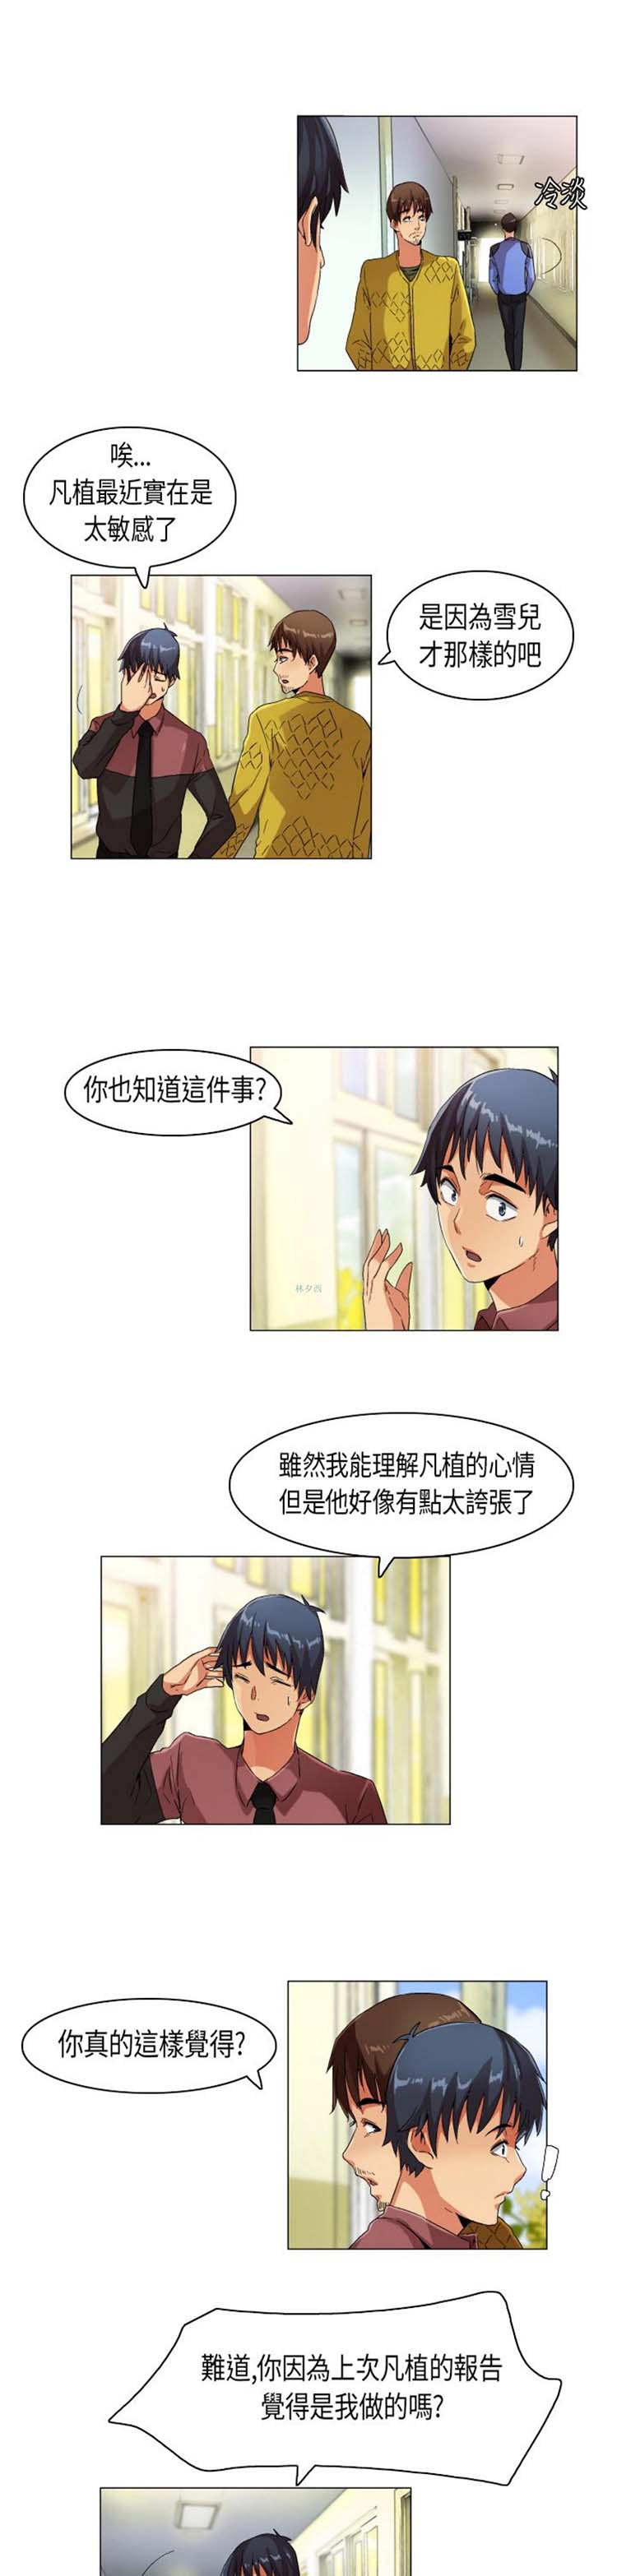 冷淡
唉...
凡植最近實在是
太敏感了
是因為雪兒
才那樣的吧
你也知道這件事?
林夕西
雖然我能理解凡植的心情
但是他好像有點太誇張了
你真的這樣覺得?
難道,你因為上次凡植的報告
覺得是我做的嗎?